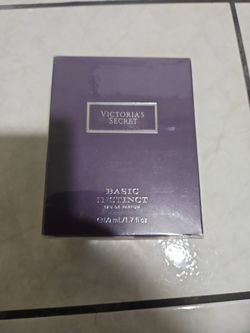 VICTORIA'S
SECRET
BASIC
INSTINCT
EAU DE PARFUM
50 mL/1.7 fl oz